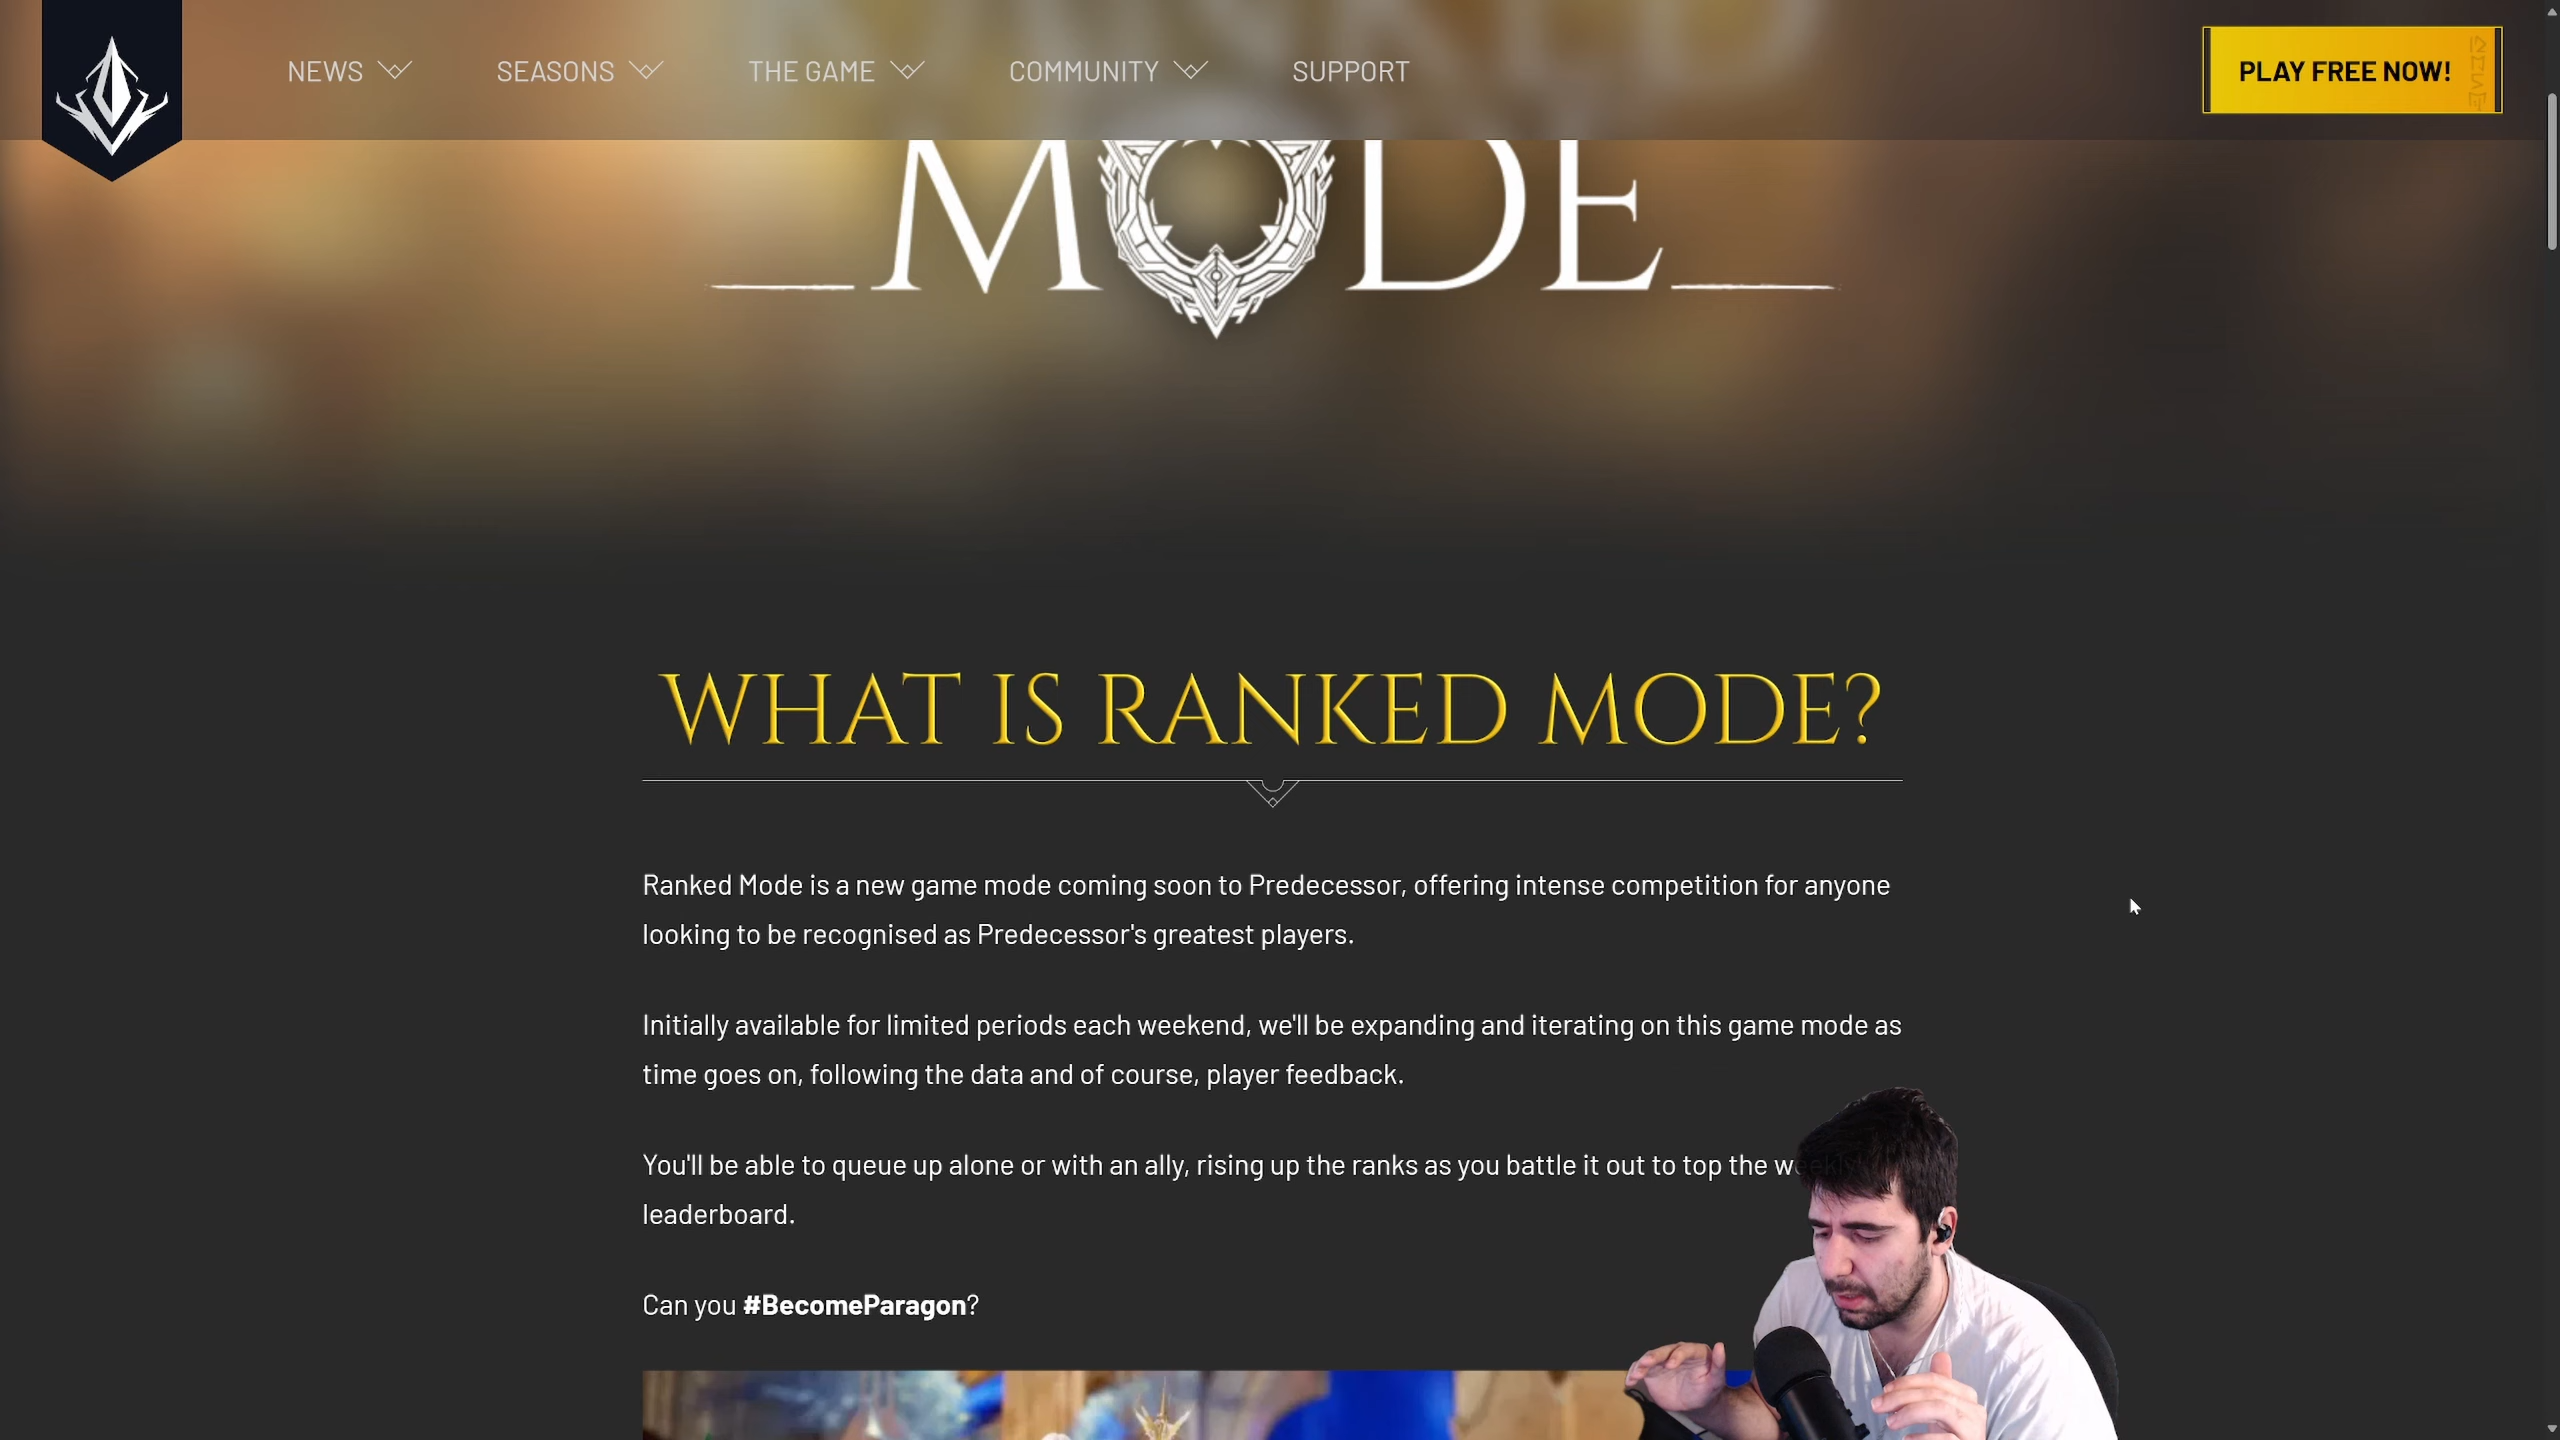 NEWS
SEASONS
THE GAME
COMMUNITY
SUPPORT
PLAY FREE NOW!
MODE
WHAT IS RANKED MODE?
Ranked Mode is a new game mode coming soon to Predecessor, offering intense competition for anyone
looking to be recognised as Predecessor's greatest players.
Initially available for limited periods each weekend, we'll be expanding and iterating on this game mode as
time goes on, following the data and of course, player feedback.
You'll be able to queue up alone or with an ally, rising up the ranks as you battle it out to top the weekly
leaderboard.
Can you #BecomeParagon?